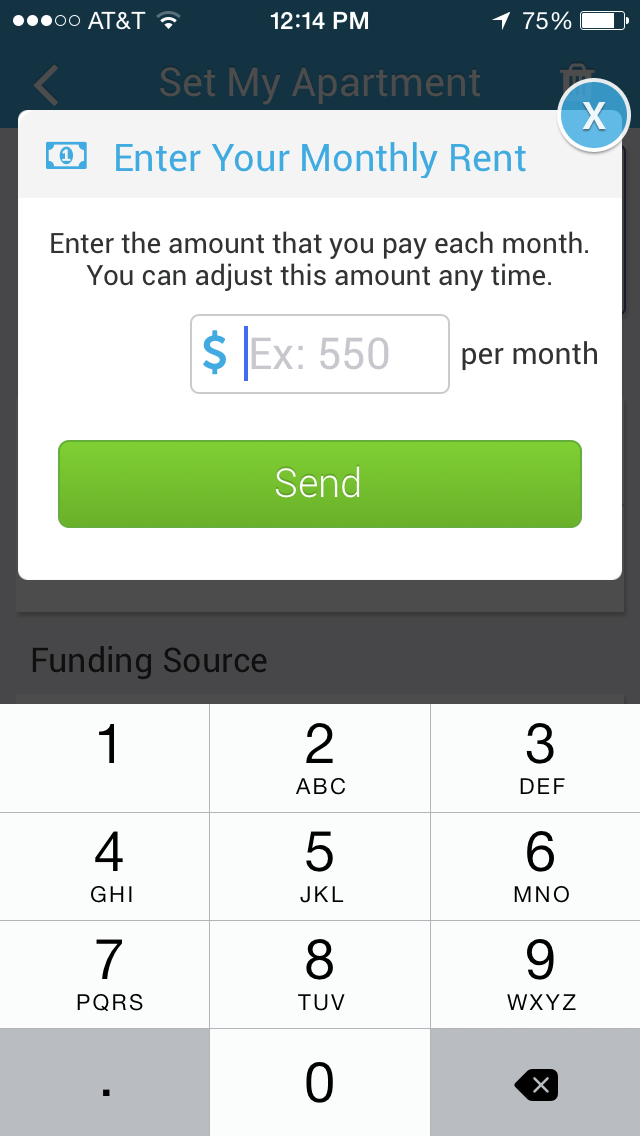 AT&T 12:14 PM 75%
Set My Apartment
X
1 Enter Your Monthly Rent
Enter the amount that you pay each month.
You can adjust this amount any time.
$ Ex: 550 per month
Send
Funding Source
1 2 3
ABC DEF
4 5 6
GHI JKL MNO
7 8 9
PQRS TUV WXYZ
. 0